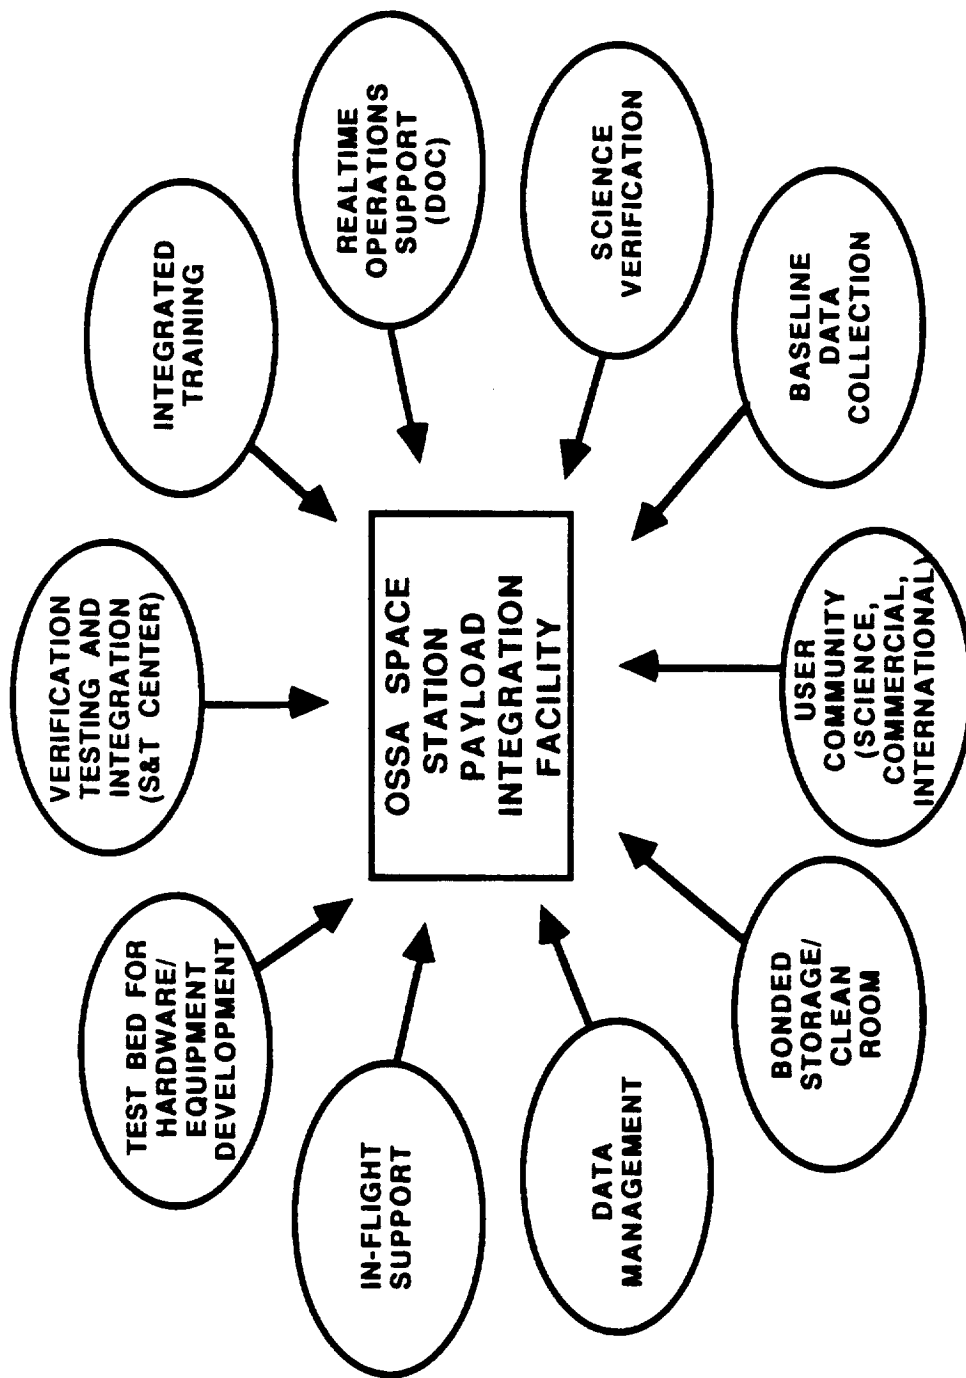 VERIFICATION
TESTING AND
INTEGRATION
(S&T CENTER)
TEST BED FOR
HARDWARE/
EQUIPMENT
DEVELOPMENT
INTEGRATED
TRAINING
IN-FLIGHT
SUPPORT
REALTIME
OPERATIONS
SUPPORT
(DOC)
OSSA SPACE
STATION
PAYLOAD
INTEGRATION
FACILITY
DATA
MANAGEMENT
SCIENCE
VERIFICATION
BONDED
STORAGE/
CLEAN
ROOM
USER
COMMUNITY
(SCIENCE,
COMMERCIAL,
INTERNATIONAL)
BASELINE
DATA
COLLECTION